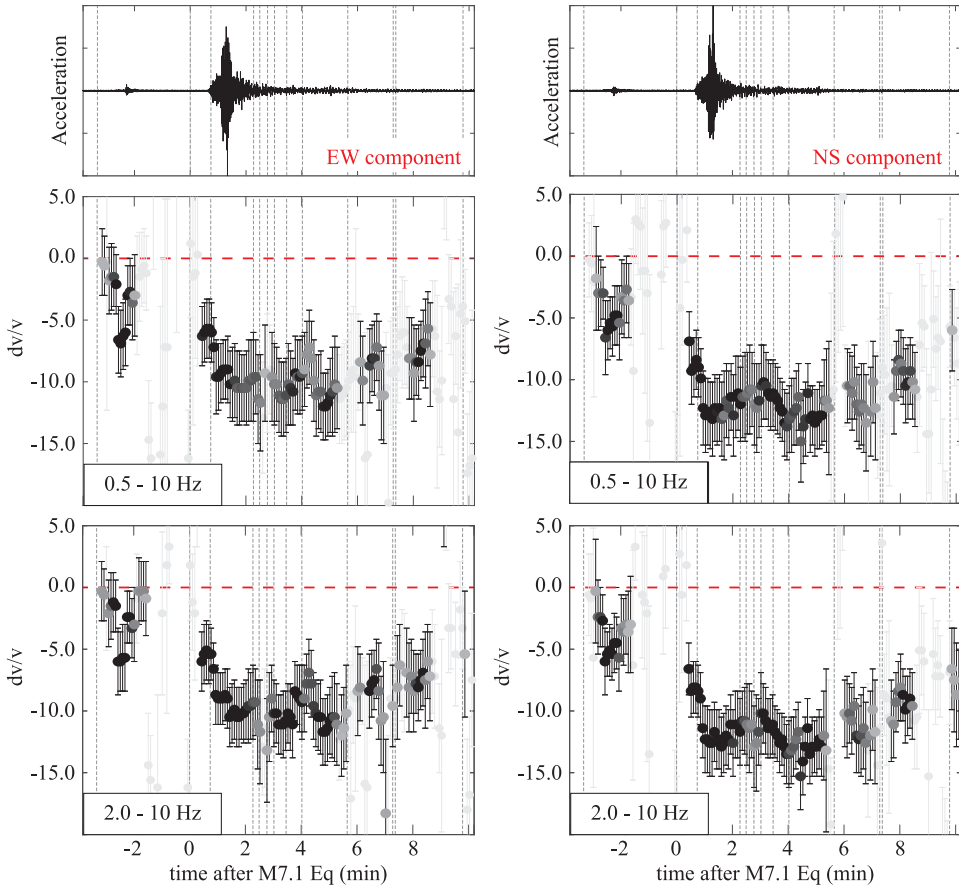 Acceleration
EW component
Acceleration
NS component
5.0
0.0
-5.0
-10.0
-15.0
dv/v
0.5 - 10 Hz
5.0
0.0
-5.0
-10.0
-15.0
dv/v
0.5 - 10 Hz
5.0
0.0
-5.0
-10.0
-15.0
dv/v
2.0 - 10 Hz
-2 0 2 4 6 8
time after M7.1 Eq (min)
5.0
0.0
-5.0
-10.0
-15.0
dv/v
2.0 - 10 Hz
-2 0 2 4 6 8
time after M7.1 Eq (min)